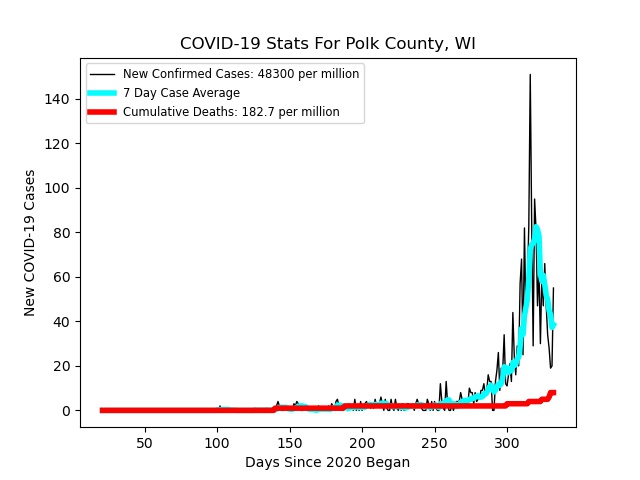 COVID-19 Stats For Polk County, WI
New Confirmed Cases: 48300 per million
7 Day Case Average
Cumulative Deaths: 182.7 per million
New COVID-19 Cases
140
120
100
80
60
40
20
0
50 100 150 200 250 300
Days Since 2020 Began